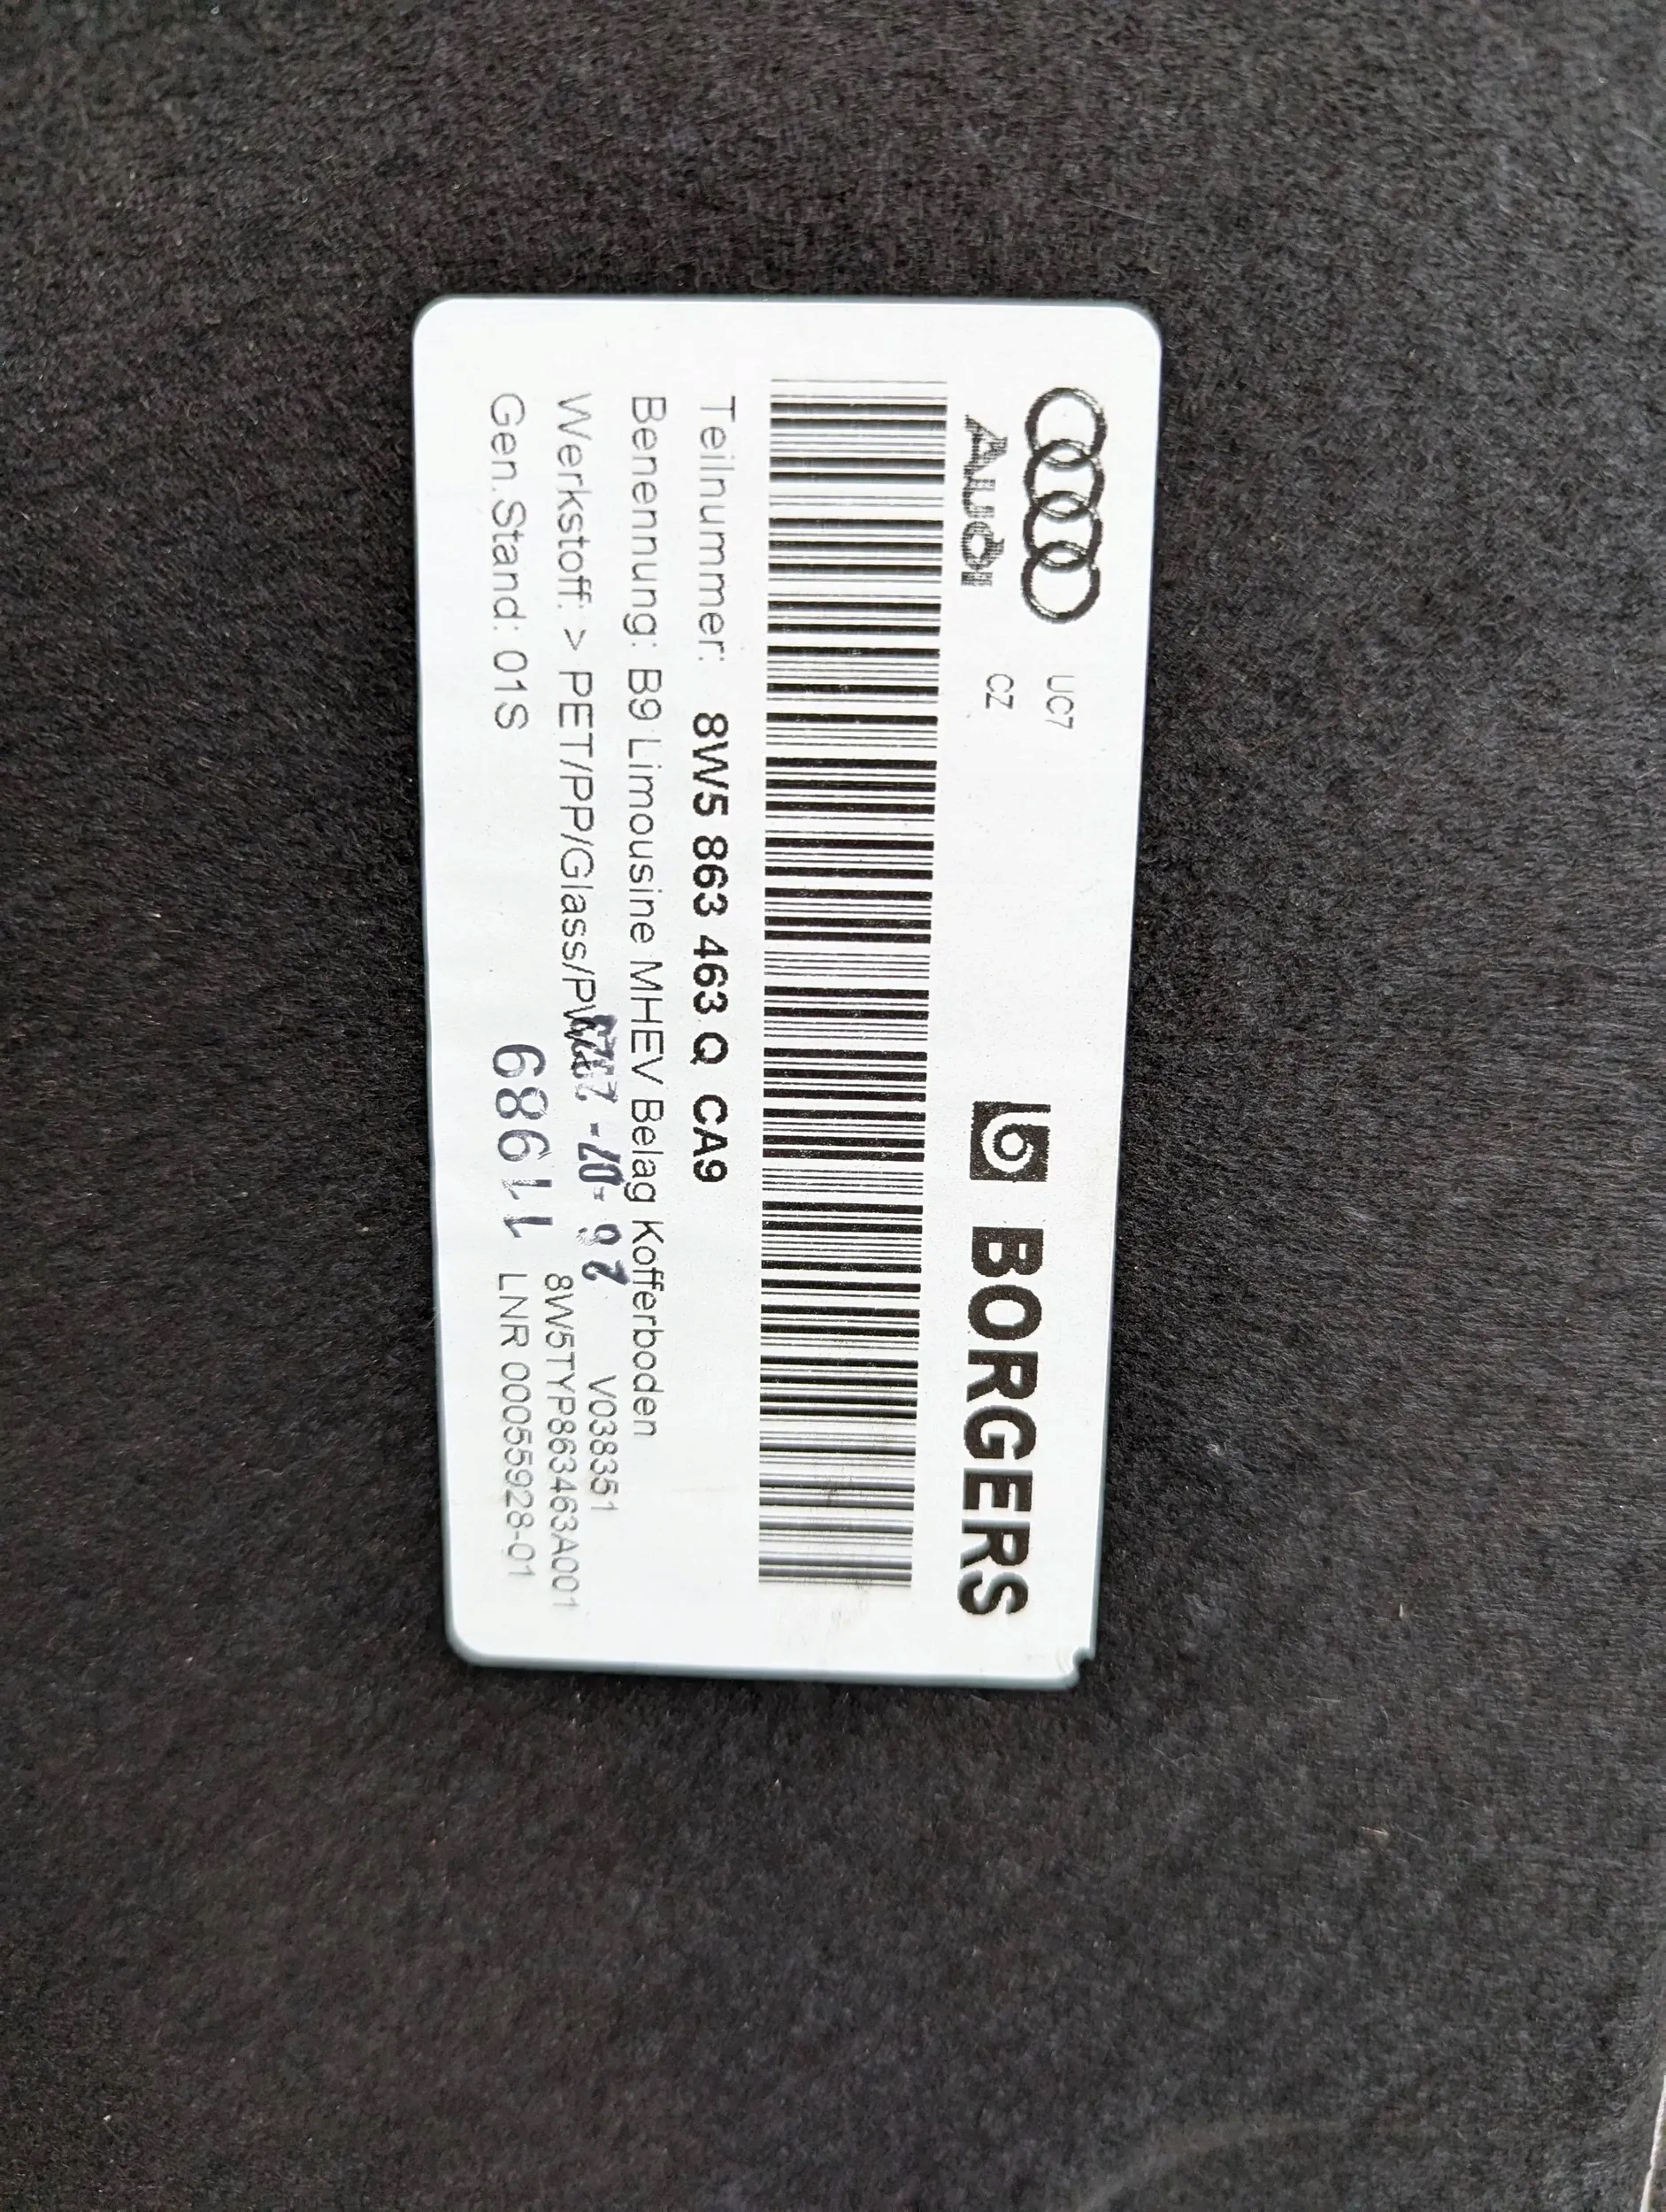 Audi
UC7
CZ
BORGERS
Teilnummer: 8W5 863 463 Q CA9
Benennung: B9 Limousine MHEV Belag Kofferboden
Werkstoff: > PET/PP/Glass/
V038351
8W5TYP863463A001
Gen.Stand: 01S
LNR 00055928-01